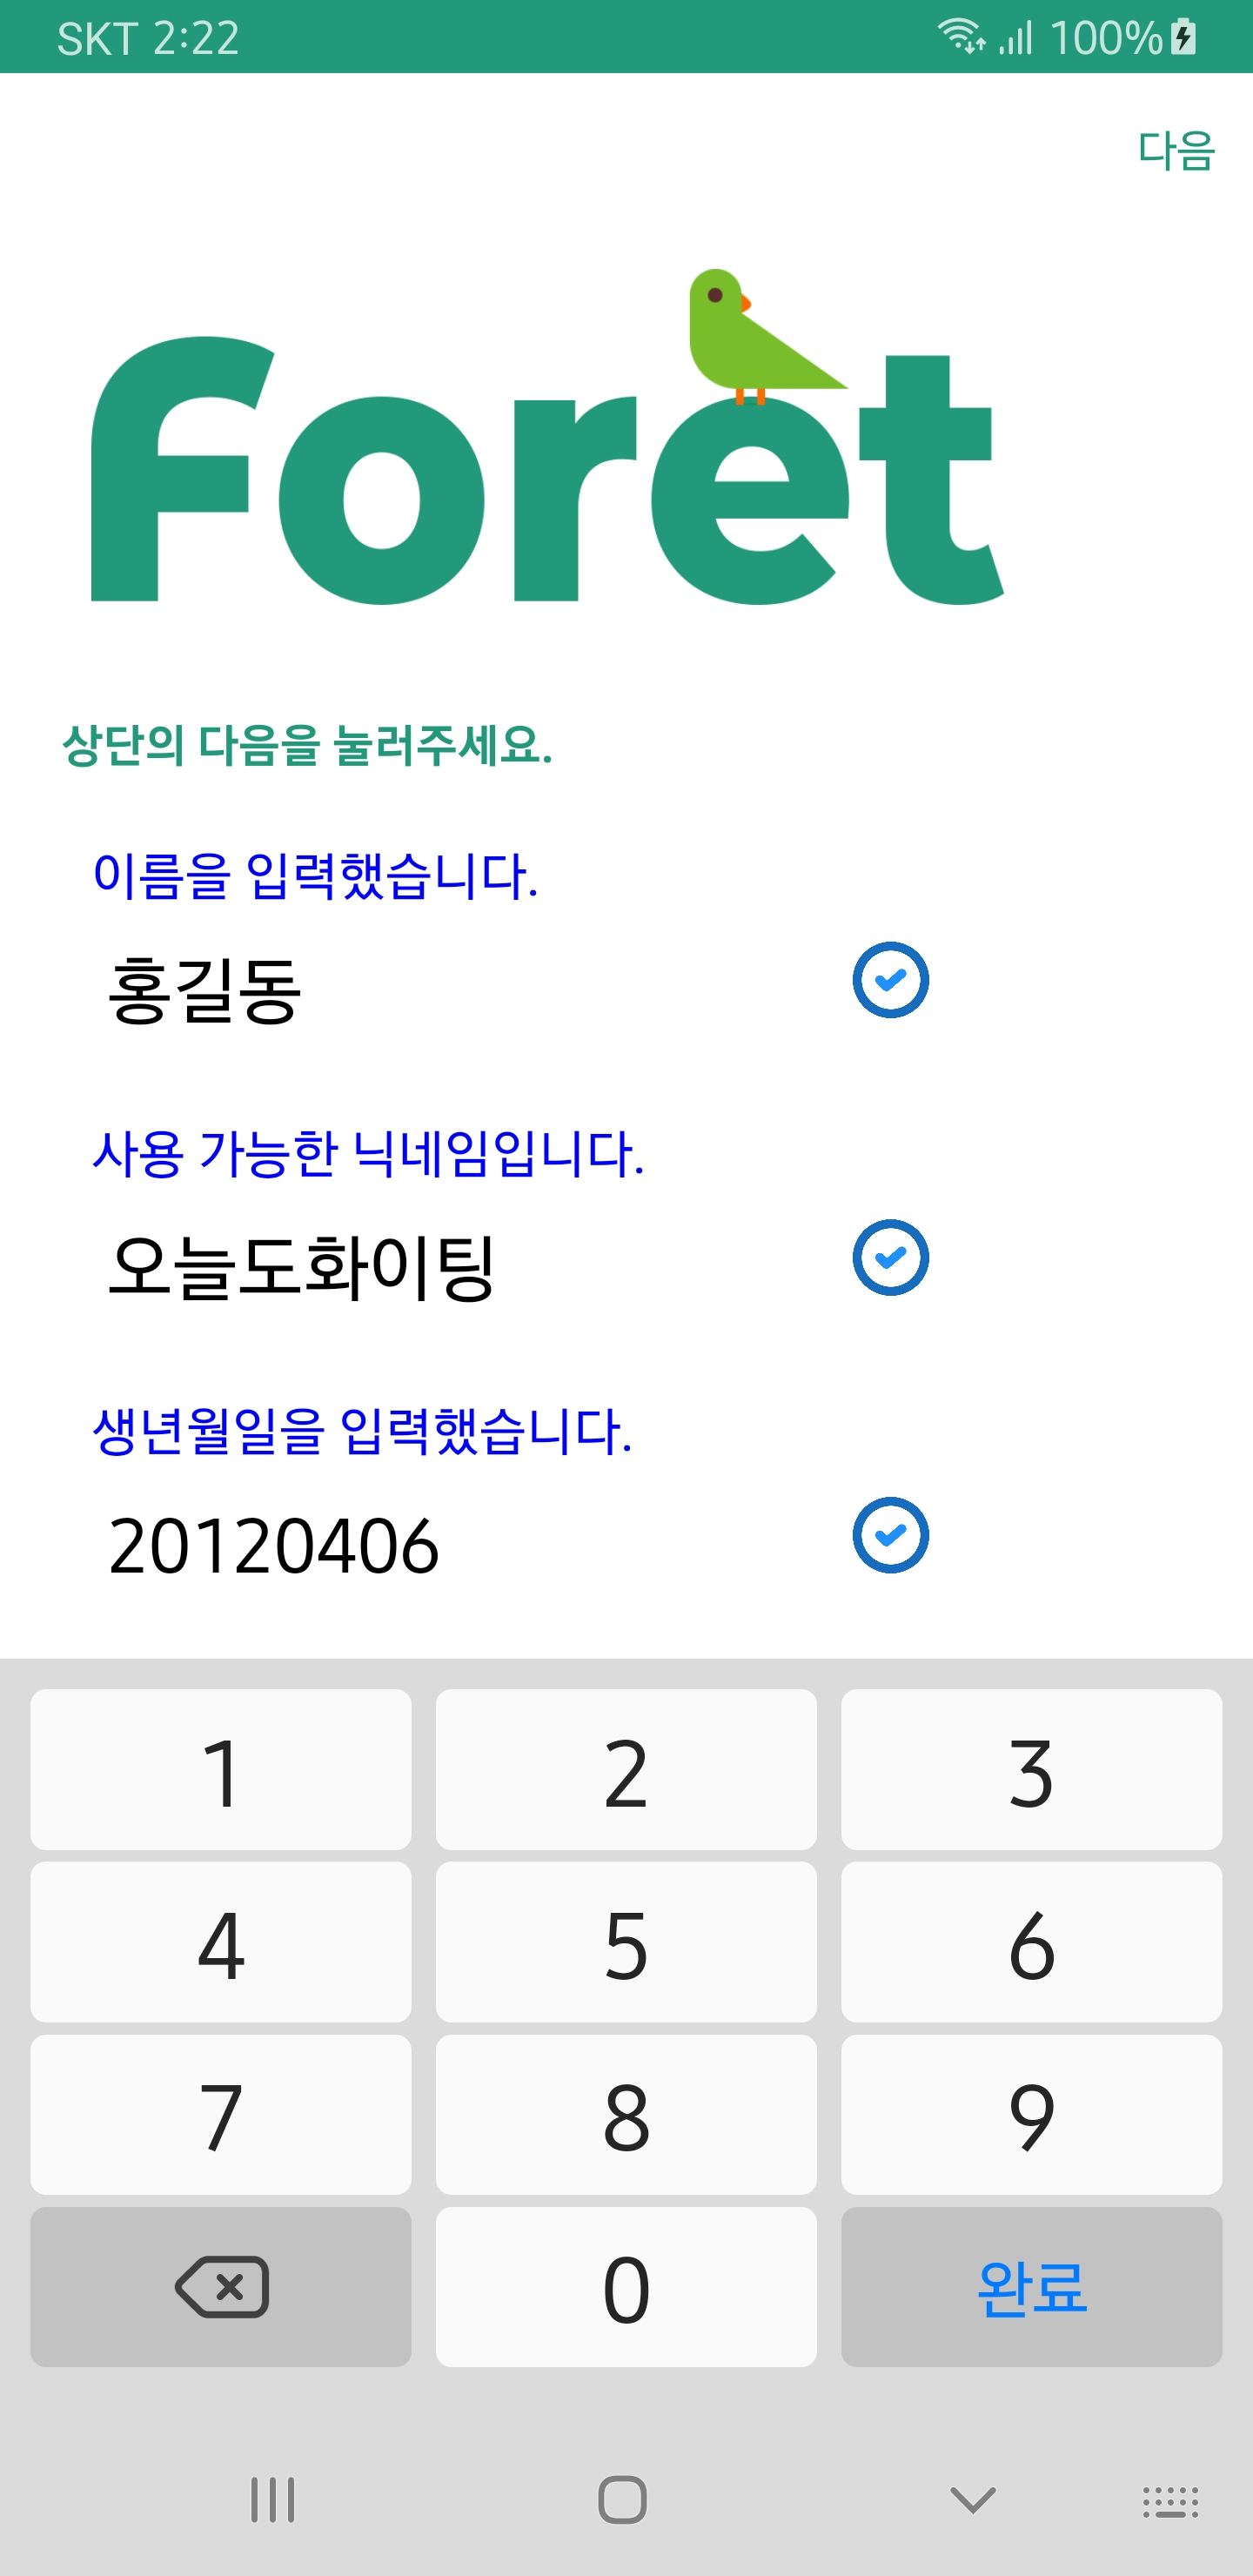 SKT 2:22 100%
다음
Foret
상단의 다음을 눌러주세요.
이름을 입력했습니다.
홍길동
사용 가능한 닉네임입니다.
오늘도화이팅
생년월일을 입력했습니다.
20120406
1 2 3
4 5 6
7 8 9
0 완료